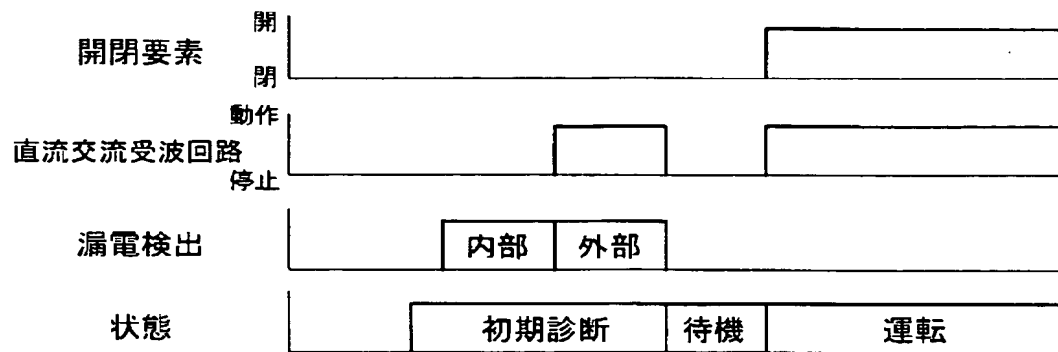 開
開閉要素
閉
動作
直流交流受波回路
停止
漏電検出
内部
外部
状態
初期診断
待機
運転